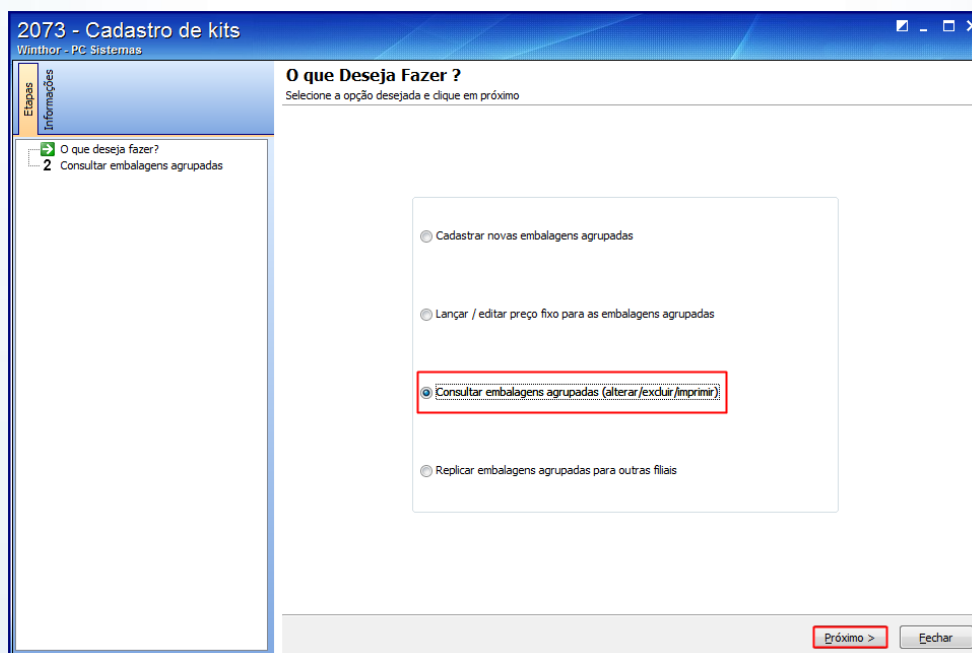 2073 - Cadastro de kits
Winthor - PC Sistemas
Etapas
Informações
O que deseja fazer?
2 Consultar embalagens agrupadas
O que Deseja Fazer ?
Selecione a opção desejada e clique em próximo
Cadastrar novas embalagens agrupadas
Lançar / editar preço fixo para as embalagens agrupadas
Consultar embalagens agrupadas (alterar/excluir/imprimir)
Replicar embalagens agrupadas para outras filiais
Próximo >
Fechar